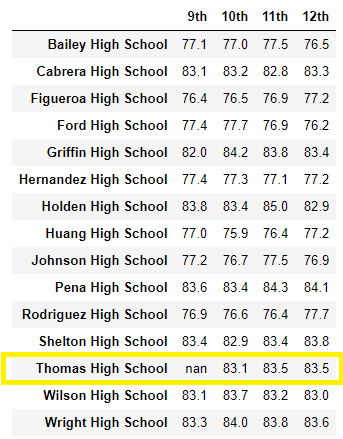 9th 10th 11th 12th
Bailey High School 77.1 77.0 77.5 76.5
Cabrera High School 83.1 83.2 82.8 83.3
Figueroa High School 76.4 76.5 76.9 77.2
Ford High School 77.4 77.7 76.9 76.2
Griffin High School 82.0 84.2 83.8 83.4
Hernandez High School 77.4 77.3 77.1 77.2
Holden High School 83.8 83.4 85.0 82.9
Huang High School 77.0 75.9 76.4 77.2
Johnson High School 77.2 76.7 77.5 76.9
Pena High School 83.6 83.4 84.3 84.1
Rodriguez High School 76.9 76.6 76.4 77.7
Shelton High School 83.4 82.9 83.4 83.8
Thomas High School nan 83.1 83.5 83.5
Wilson High School 83.1 83.7 83.2 83.0
Wright High School 83.3 84.0 83.8 83.6